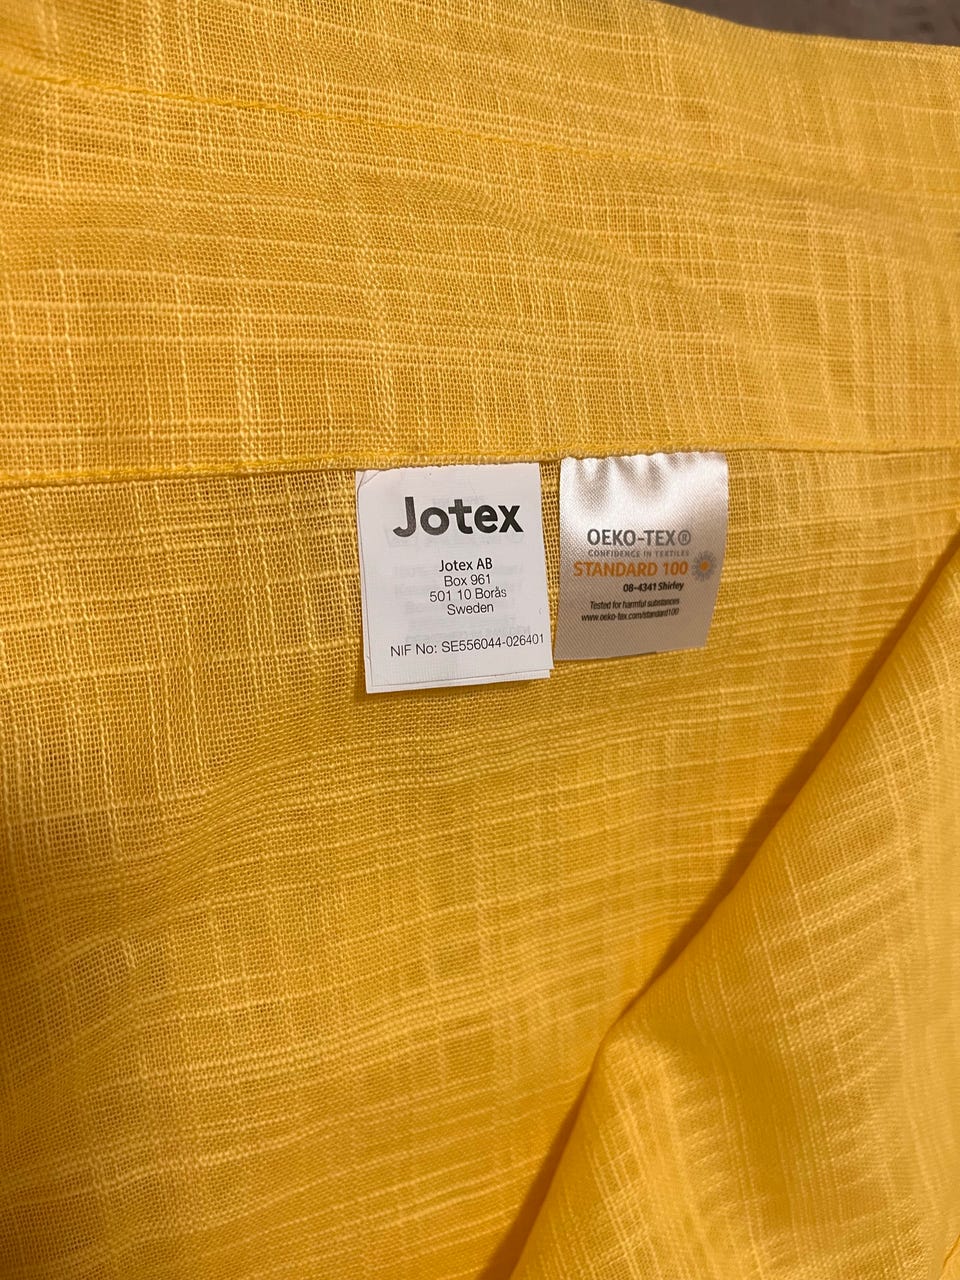 Jotex
Jotex AB
Box 961
501 10 Borås
Sweden
NIF No: SE556044-026401
OEKO-TEX®
CONFIDENCE IN TEXTILES
STANDARD 100
08-4341 Shirley
Tested for harmful substances
www.oeko-tex.com/standard100